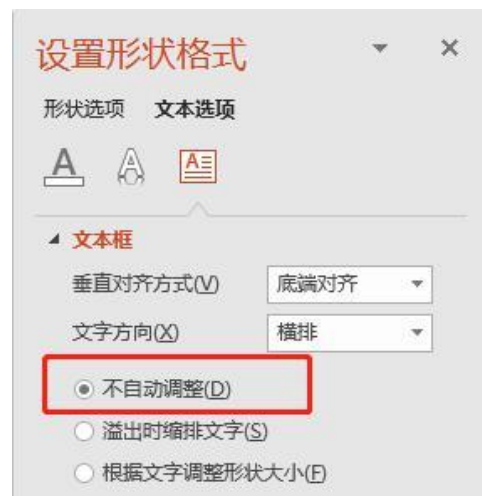 设置形状格式
形状选项 文本选项
A A A
文本框
垂直对齐方式(V) 底端对齐
文字方向(X) 横排
不自动调整(D)
溢出时缩排文字(S)
根据文字调整形状大小(F)